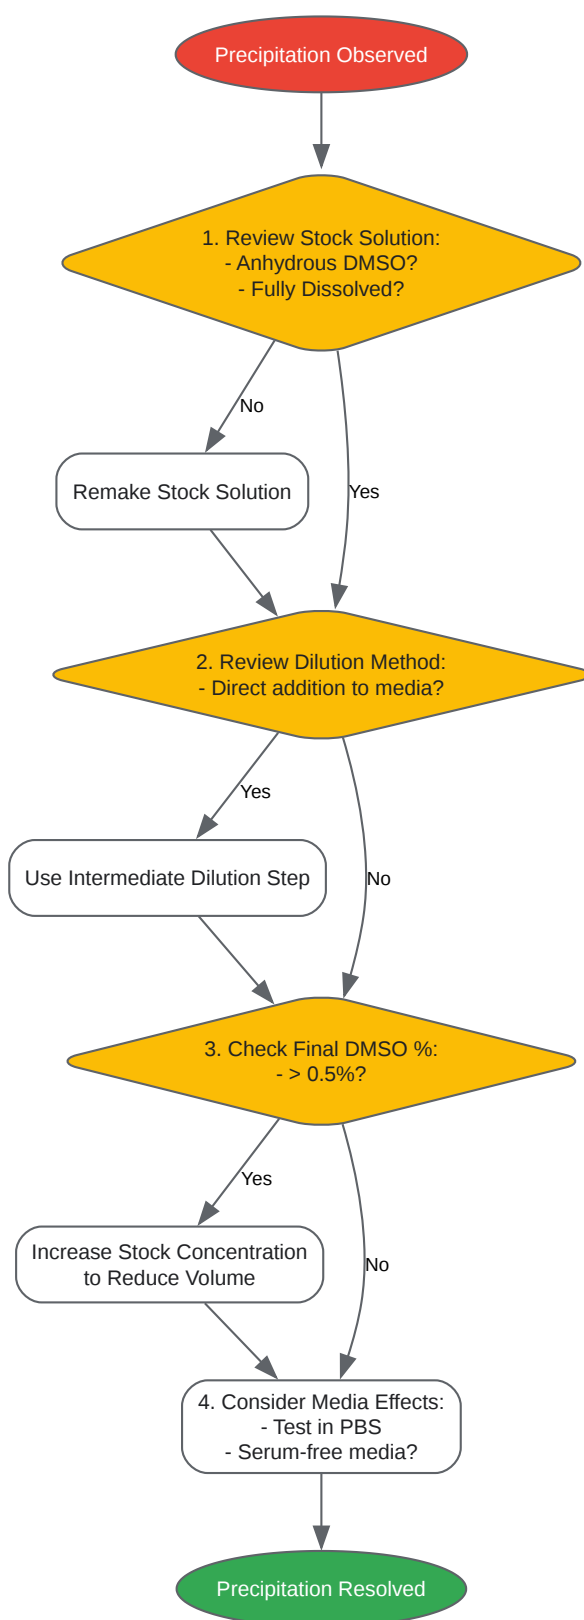 Precipitation Observed
1. Review Stock Solution:
- Anhydrous DMSO?
- Fully Dissolved?
No
Remake Stock Solution
Yes
2. Review Dilution Method:
- Direct addition to media?
Yes
Use Intermediate Dilution Step
No
3. Check Final DMSO %:
- > 0.5%?
Yes
Increase Stock Concentration
to Reduce Volume
No
4. Consider Media Effects:
- Test in PBS
- Serum-free media?
Precipitation Resolved